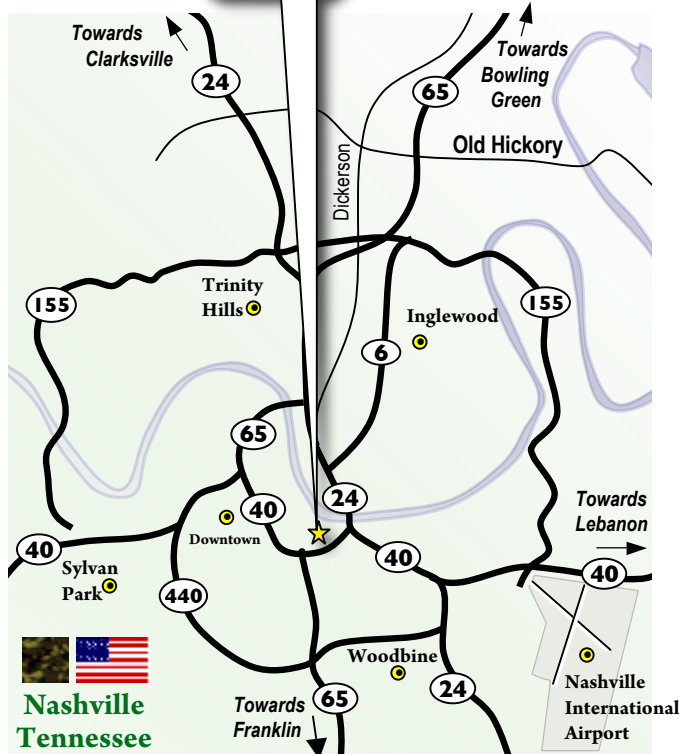 Towards
Clarksville
24
Towards
Bowling
Green
65
Old Hickory
Dickerson
155
Trinity
Hills
Inglewood
155
6
65
40
24
Downtown
Towards
Lebanon
40
40
40
Sylvan
Park
440
Woodbine
24
65
Towards
Franklin
Nashville
International
Airport
Nashville
Tennessee